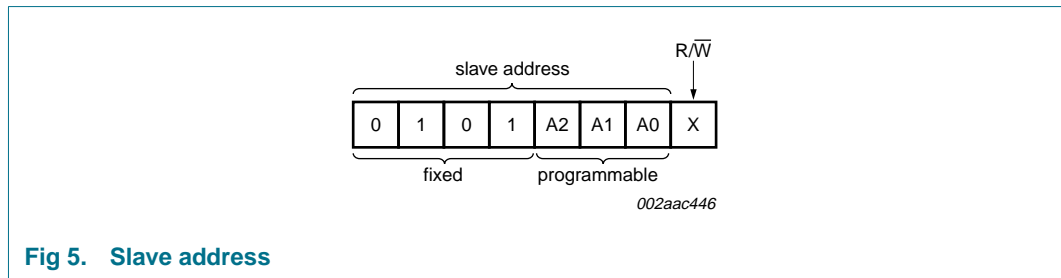 R/W̅
slave address
0 1 0 1 A2 A1 A0 X
fixed programmable
002aac446
Fig 5. Slave address